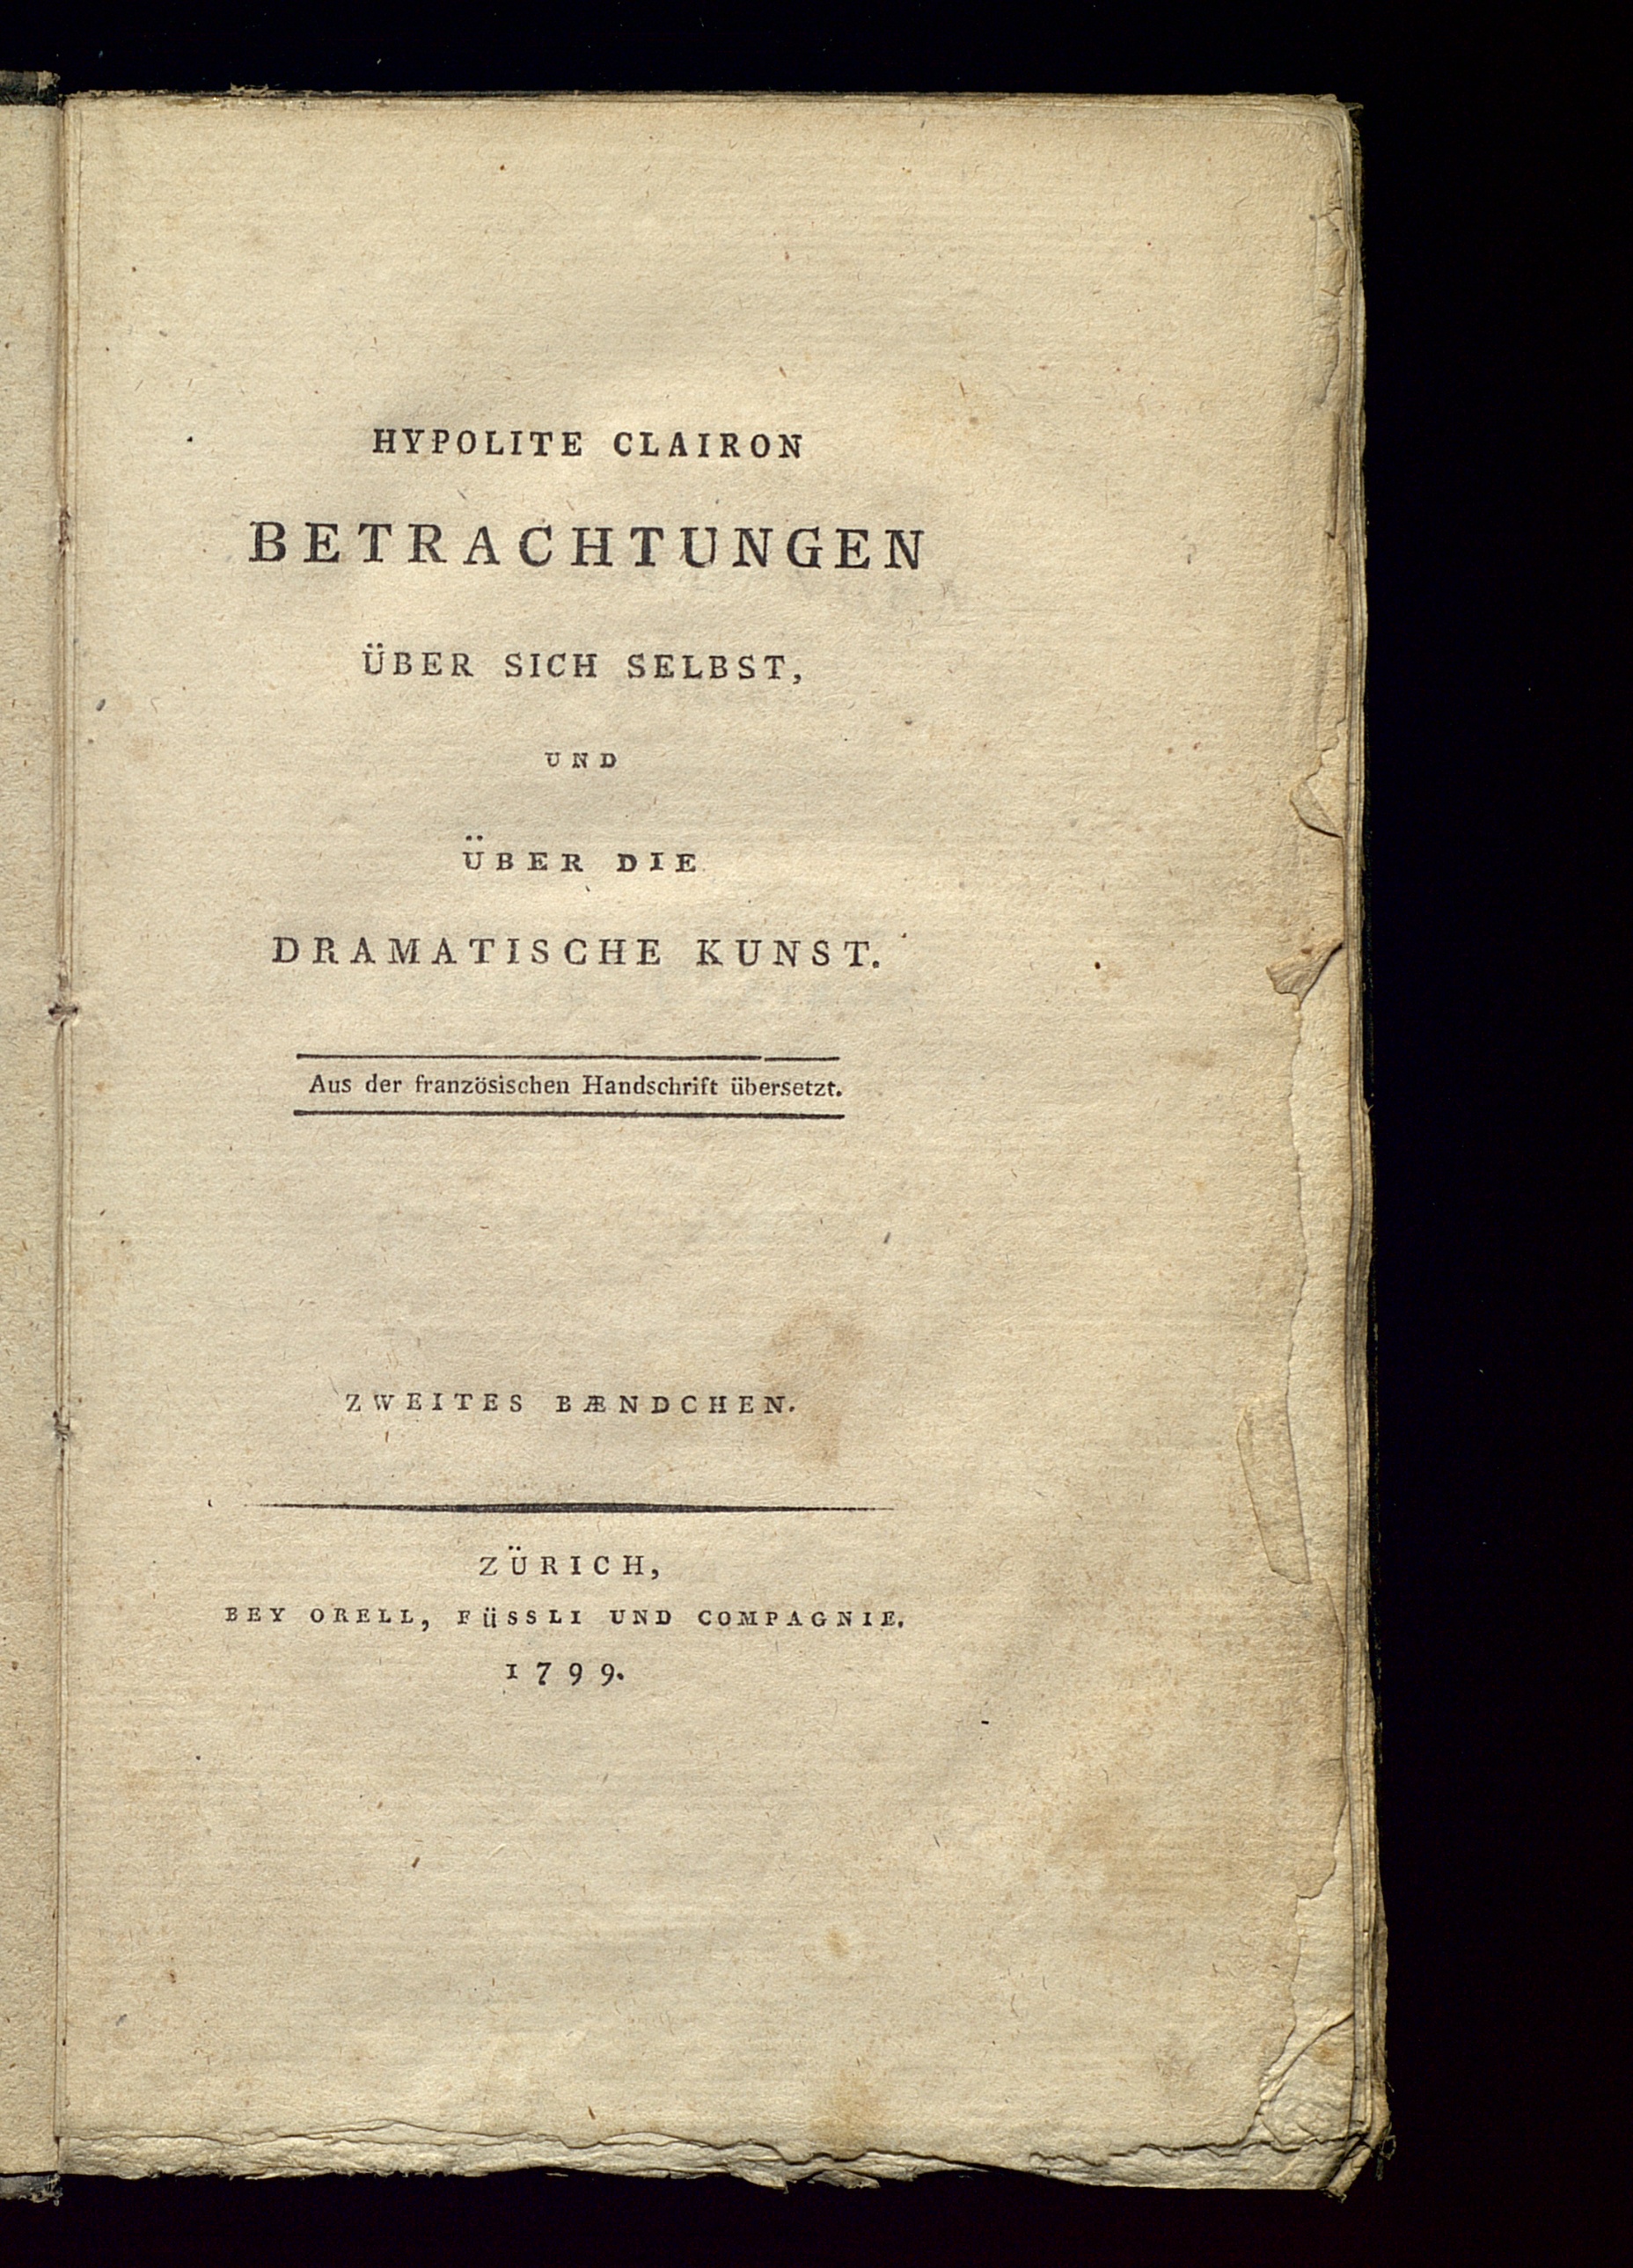 HYPOLITE CLAIRON
BETRACHTUNGEN
ÜBER SICH SELBST,
UND
ÜBER DIE
DRAMATISCHE KUNST.
Aus der französischen Handschrift übersetzt.
ZWEITES BÆNDCHEN.
ZÜRICH,
BEY ORELL, FüSSLI UND COMPAGNIE.
1799.